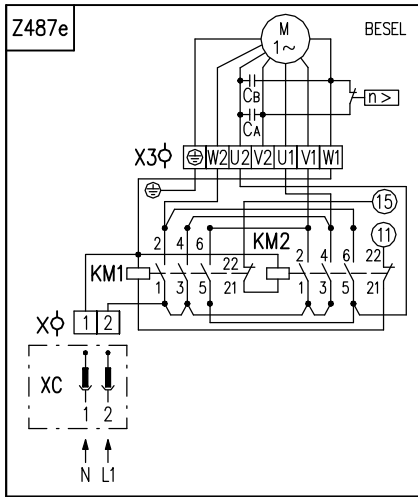 Z487e
M
1~
BESEL
CB
n>
CA
X3 W2 U2 V2 U1 V1 W1
15
11
2 4 6
KM2
22
2 4 6
22
KM1
1 3 5
21
1 3 5
21
X 1 2
XC
1 2
N L1